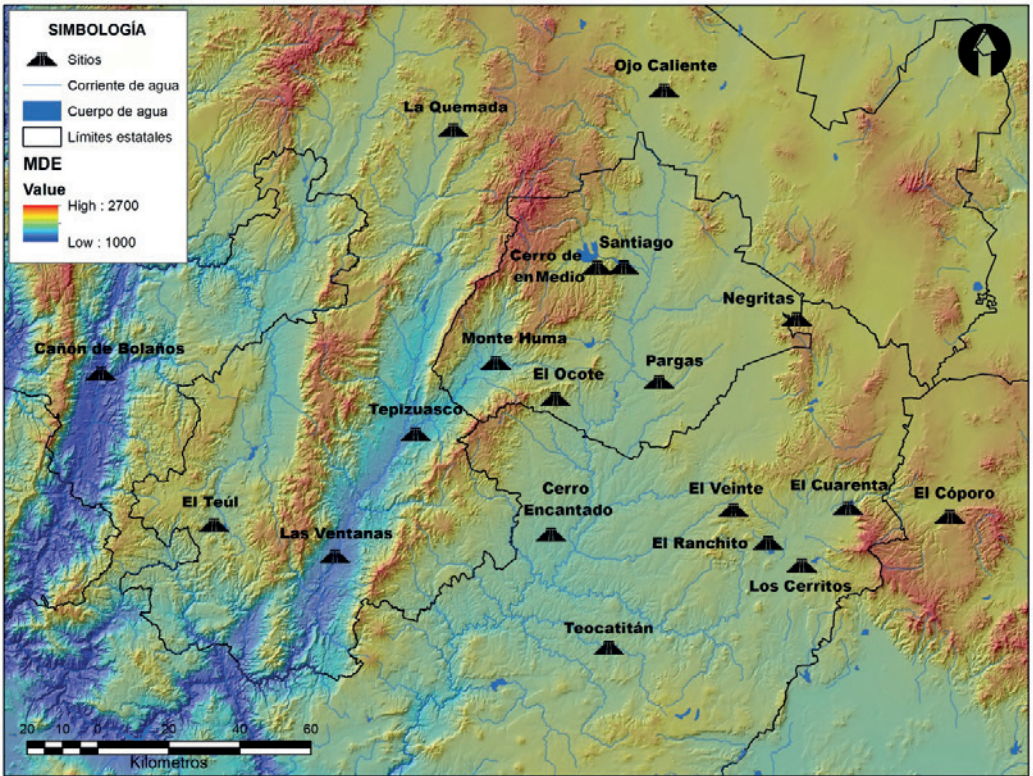 SIMBOLOGÍA
Sitios
Corriente de agua
Cuerpo de agua
Límites estatales
MDE
Value
High : 2700
Low : 1000
Ojo Caliente
La Quemada
Santiago
Cerro de
en Medio
Negritas
Monte Huma
Cañón de Bolaños
El Ocote
Pargas
Tepizuasco
El Teúl
Cerro
Encantado
El Veinte
El Cuarenta
El Cóporo
Las Ventanas
El Ranchito
Los Cerritos
Teocatitán
20 10 0 20 40 60
Kilometros